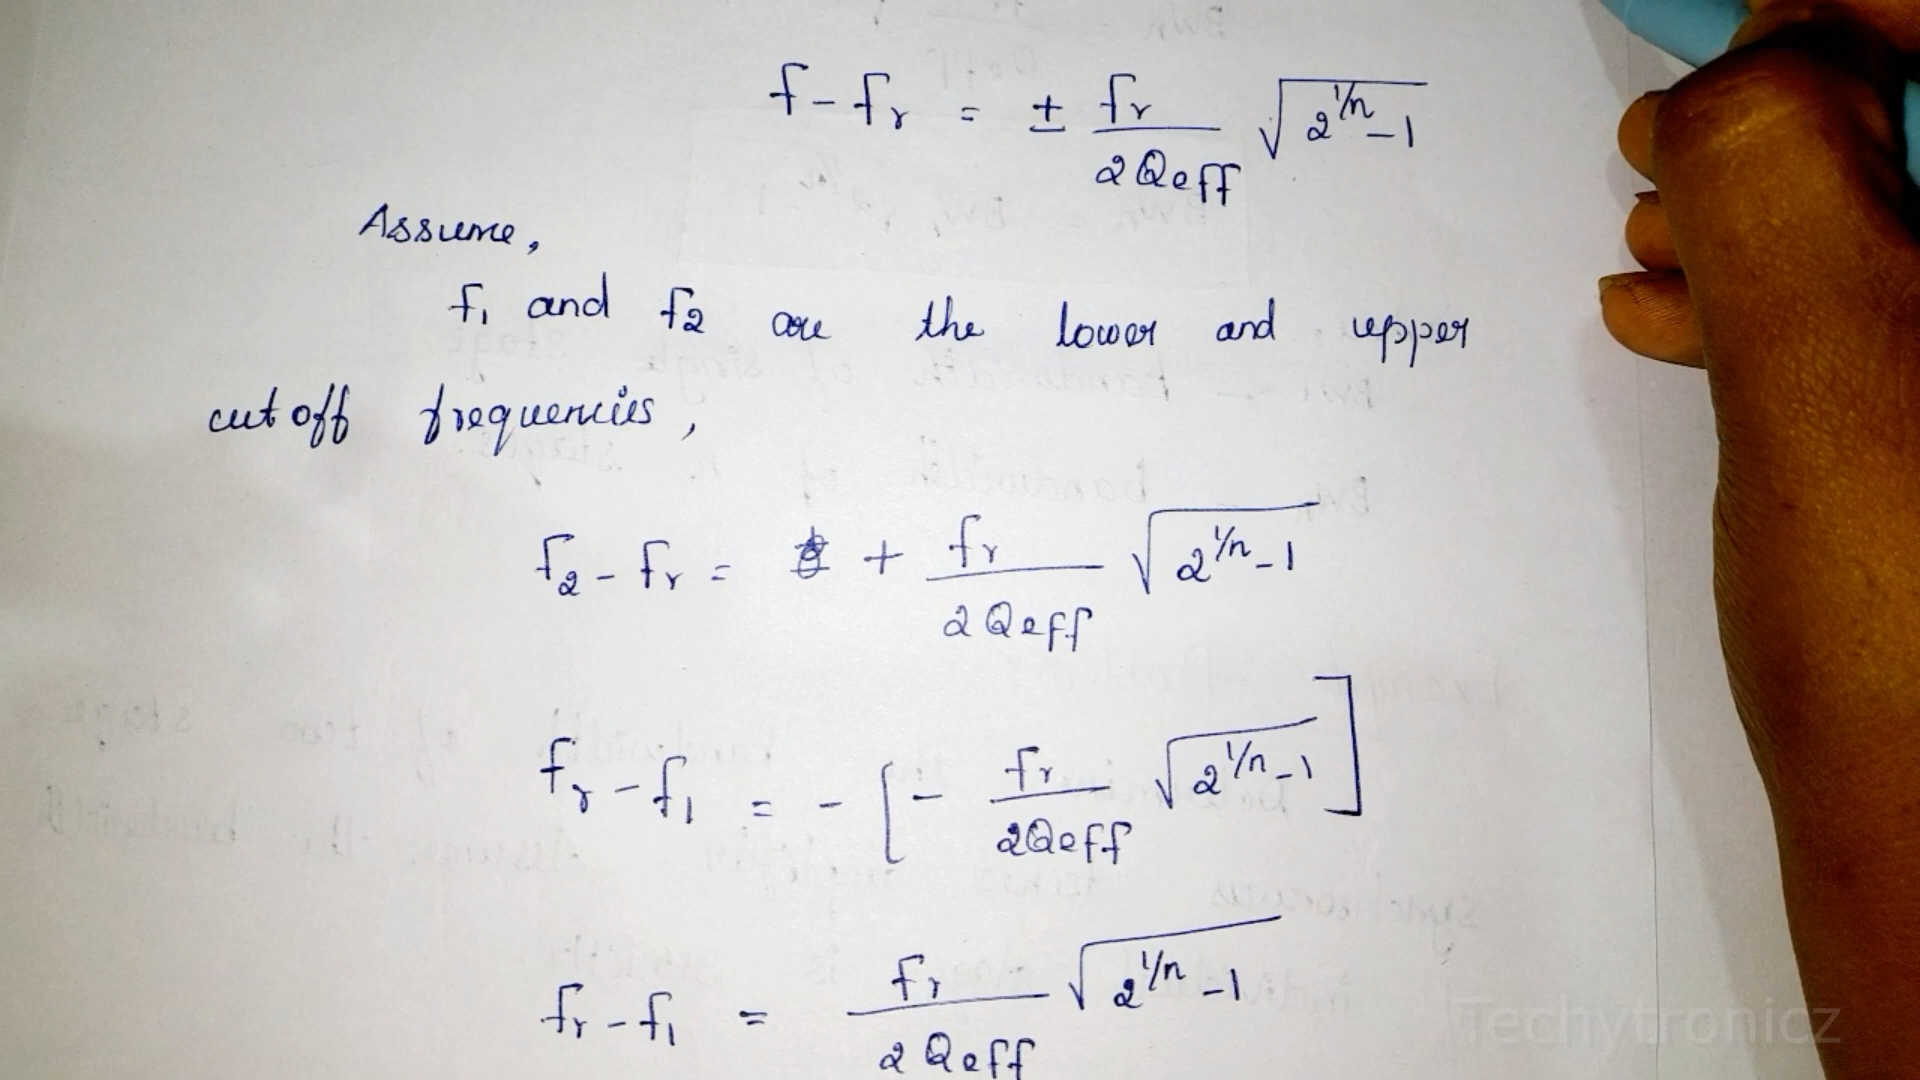 f - fr = ± fr / 2Qeff √(2^1/n - 1)
Assume,
f1 and f2 are the lower and upper
cutoff frequencies,
f2 - fr = + fr / 2Qeff √(2^1/n - 1)
fr - f1 = - [ - fr / 2Qeff √(2^1/n - 1) ]
fr - f1 = fr / 2Qeff √(2^1/n - 1)
Techytronicz